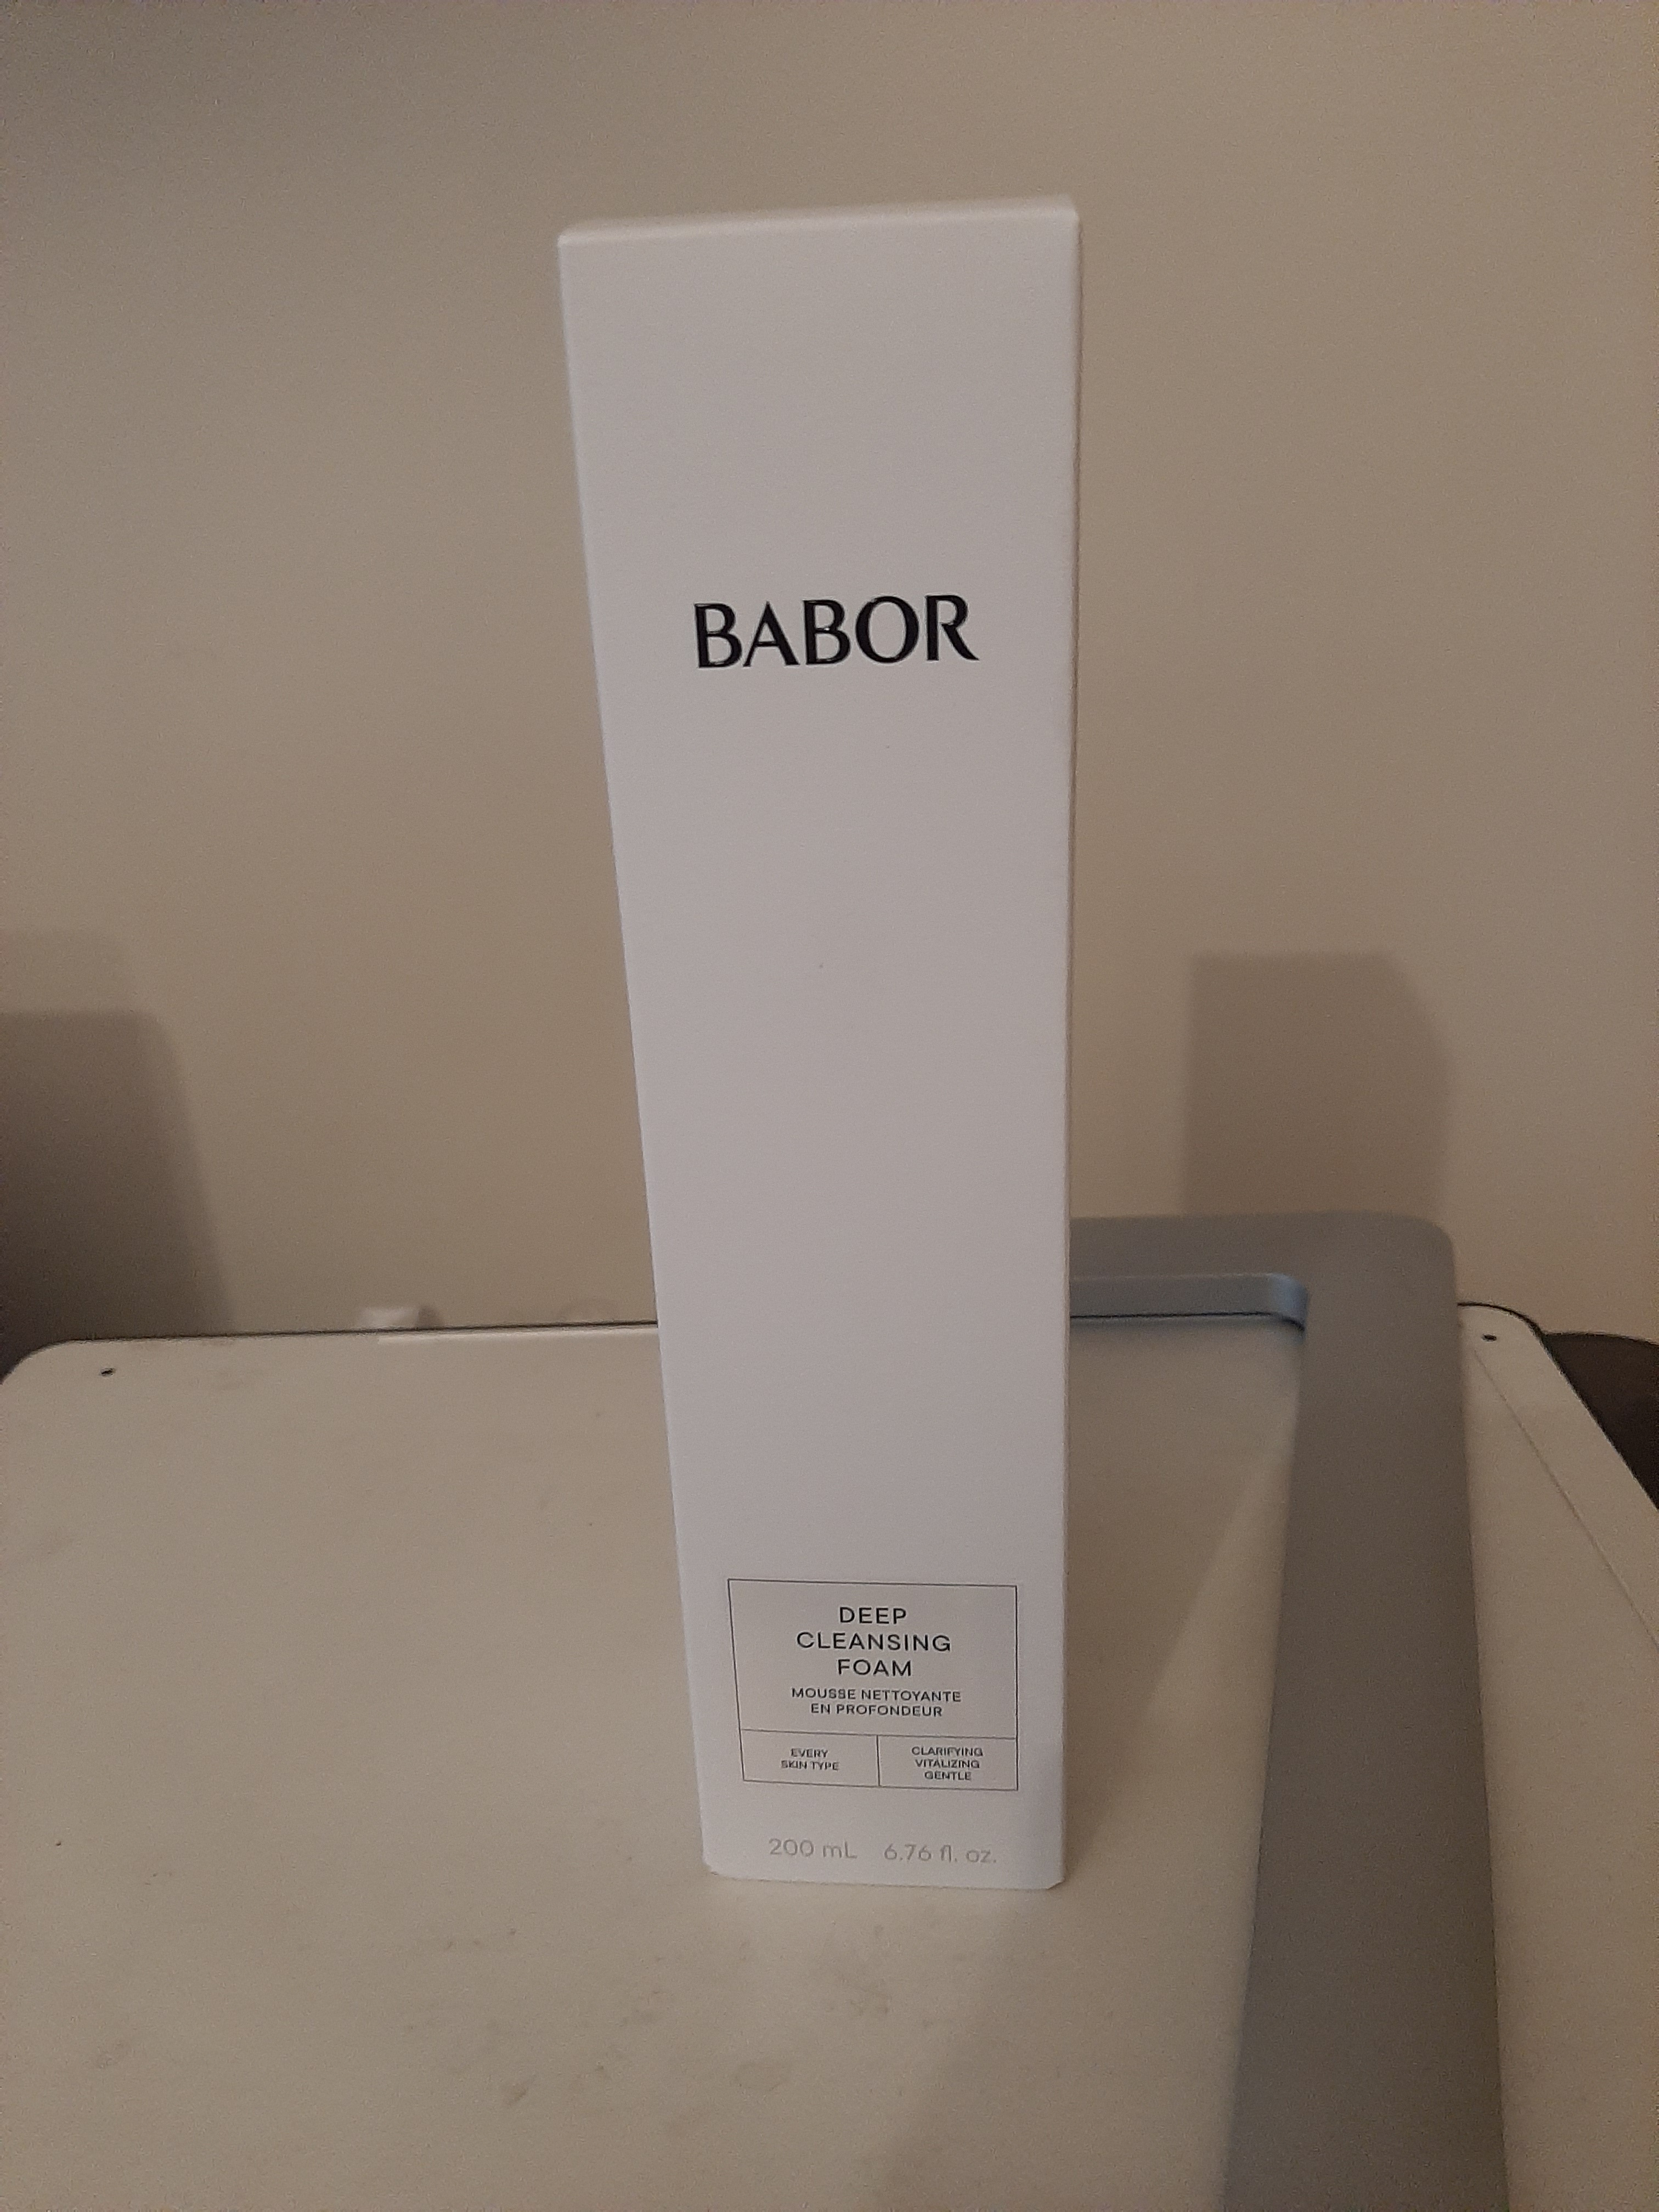 BABOR
DEEP
CLEANSING
FOAM
MOUSSE NETTOYANTE
EN PROFONDEUR
EVERY
SKIN TYPE
CLARIFYING
VITALIZING
GENTLE
200 mL 6.76 fl. oz.